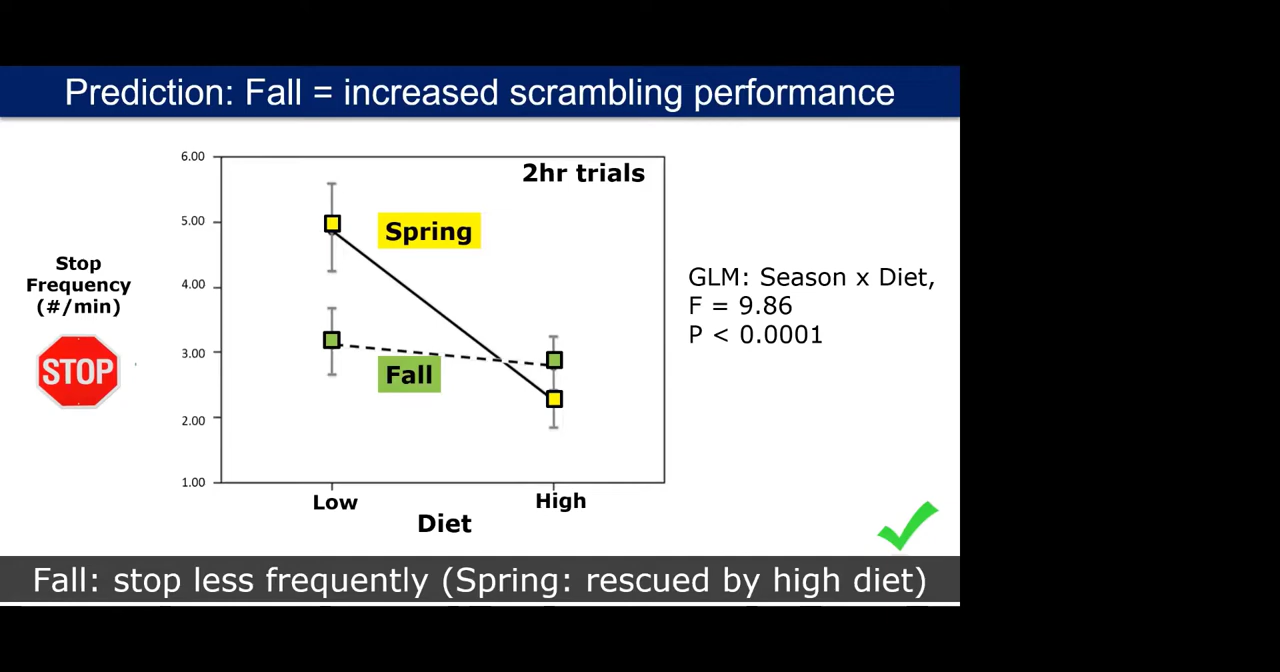 Prediction: Fall = increased scrambling performance
2hr trials
6.00
5.00
4.00
3.00
2.00
1.00
Stop
Frequency
(#/min)
STOP
Spring
Fall
Low
High
Diet
GLM: Season x Diet,
F = 9.86
P < 0.0001
Fall: stop less frequently (Spring: rescued by high diet)